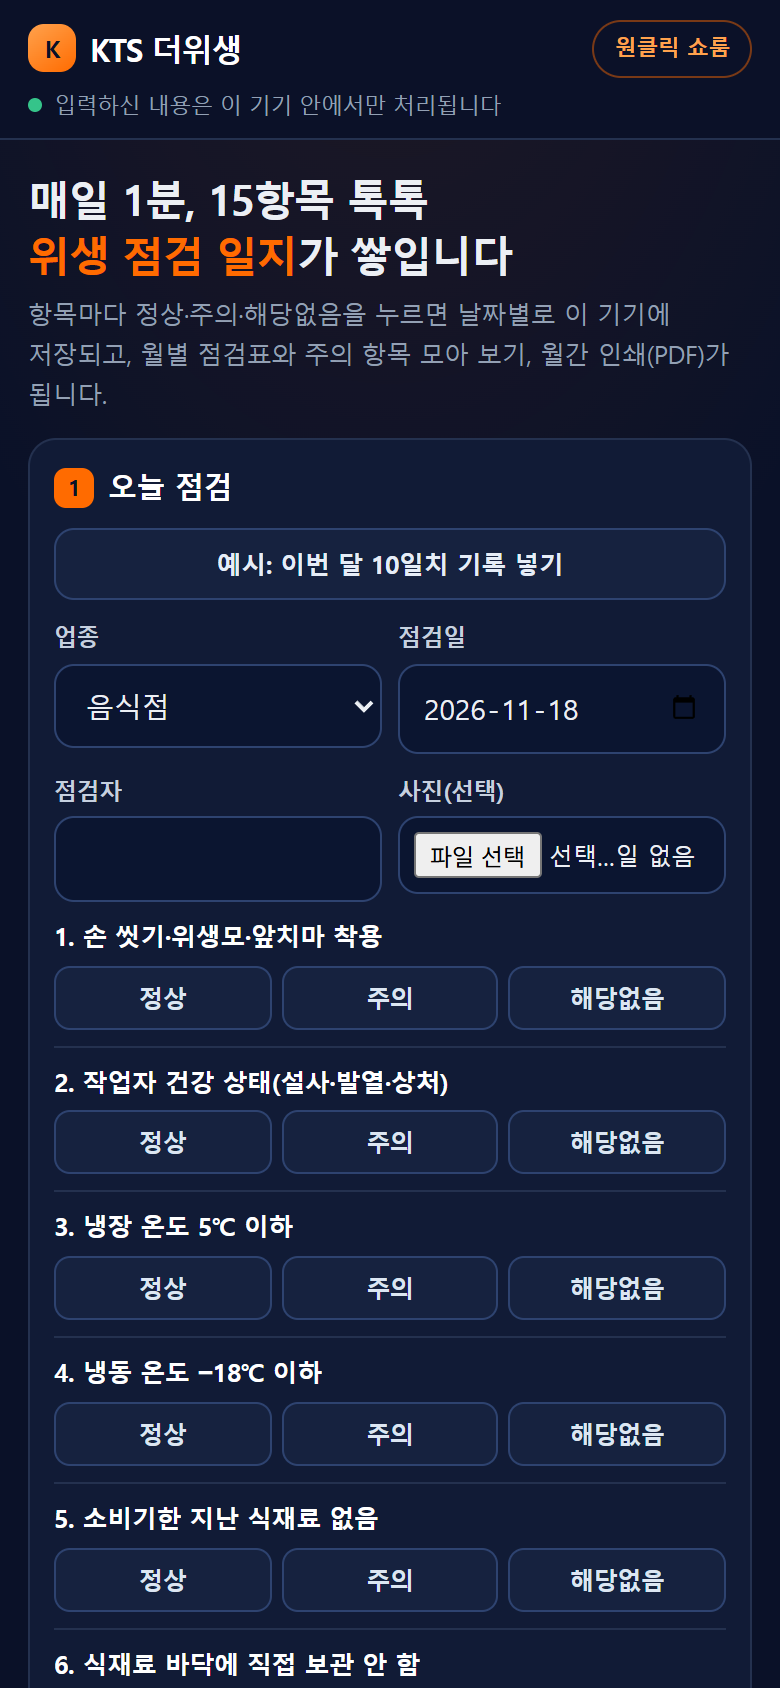 K KTS 더위생 원클릭 쇼룸
입력하신 내용은 이 기기 안에서만 처리됩니다
매일 1분, 15항목 톡톡
위생 점검 일지가 쌓입니다
항목마다 정상·주의·해당없음을 누르면 날짜별로 이 기기에
저장되고, 월별 점검표와 주의 항목 모아 보기, 월간 인쇄(PDF)가
됩니다.
1 오늘 점검
예시: 이번 달 10일치 기록 넣기
업종 점검일
음식점 2026-11-18
점검자 사진(선택)
파일 선택 선택...일 없음
1. 손 씻기·위생모·앞치마 착용
정상 주의 해당없음
2. 작업자 건강 상태(설사·발열·상처)
정상 주의 해당없음
3. 냉장 온도 5℃ 이하
정상 주의 해당없음
4. 냉동 온도 −18℃ 이하
정상 주의 해당없음
5. 소비기한 지난 식재료 없음
정상 주의 해당없음
6. 식재료 바닥에 직접 보관 안 함